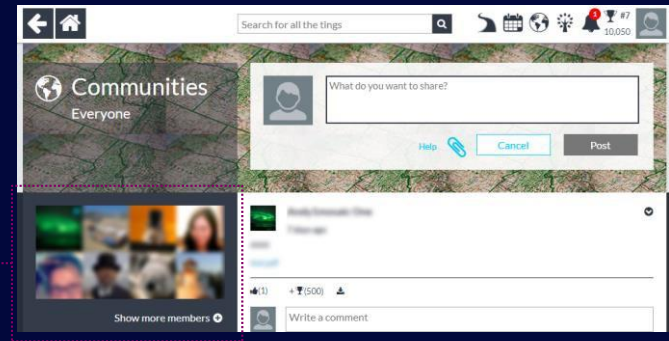 Search for all the tings
1
#7
10,050
Communities
Everyone
What do you want to share?
Help
Cancel
Post
(1)
+ (500)
Show more members
Write a comment